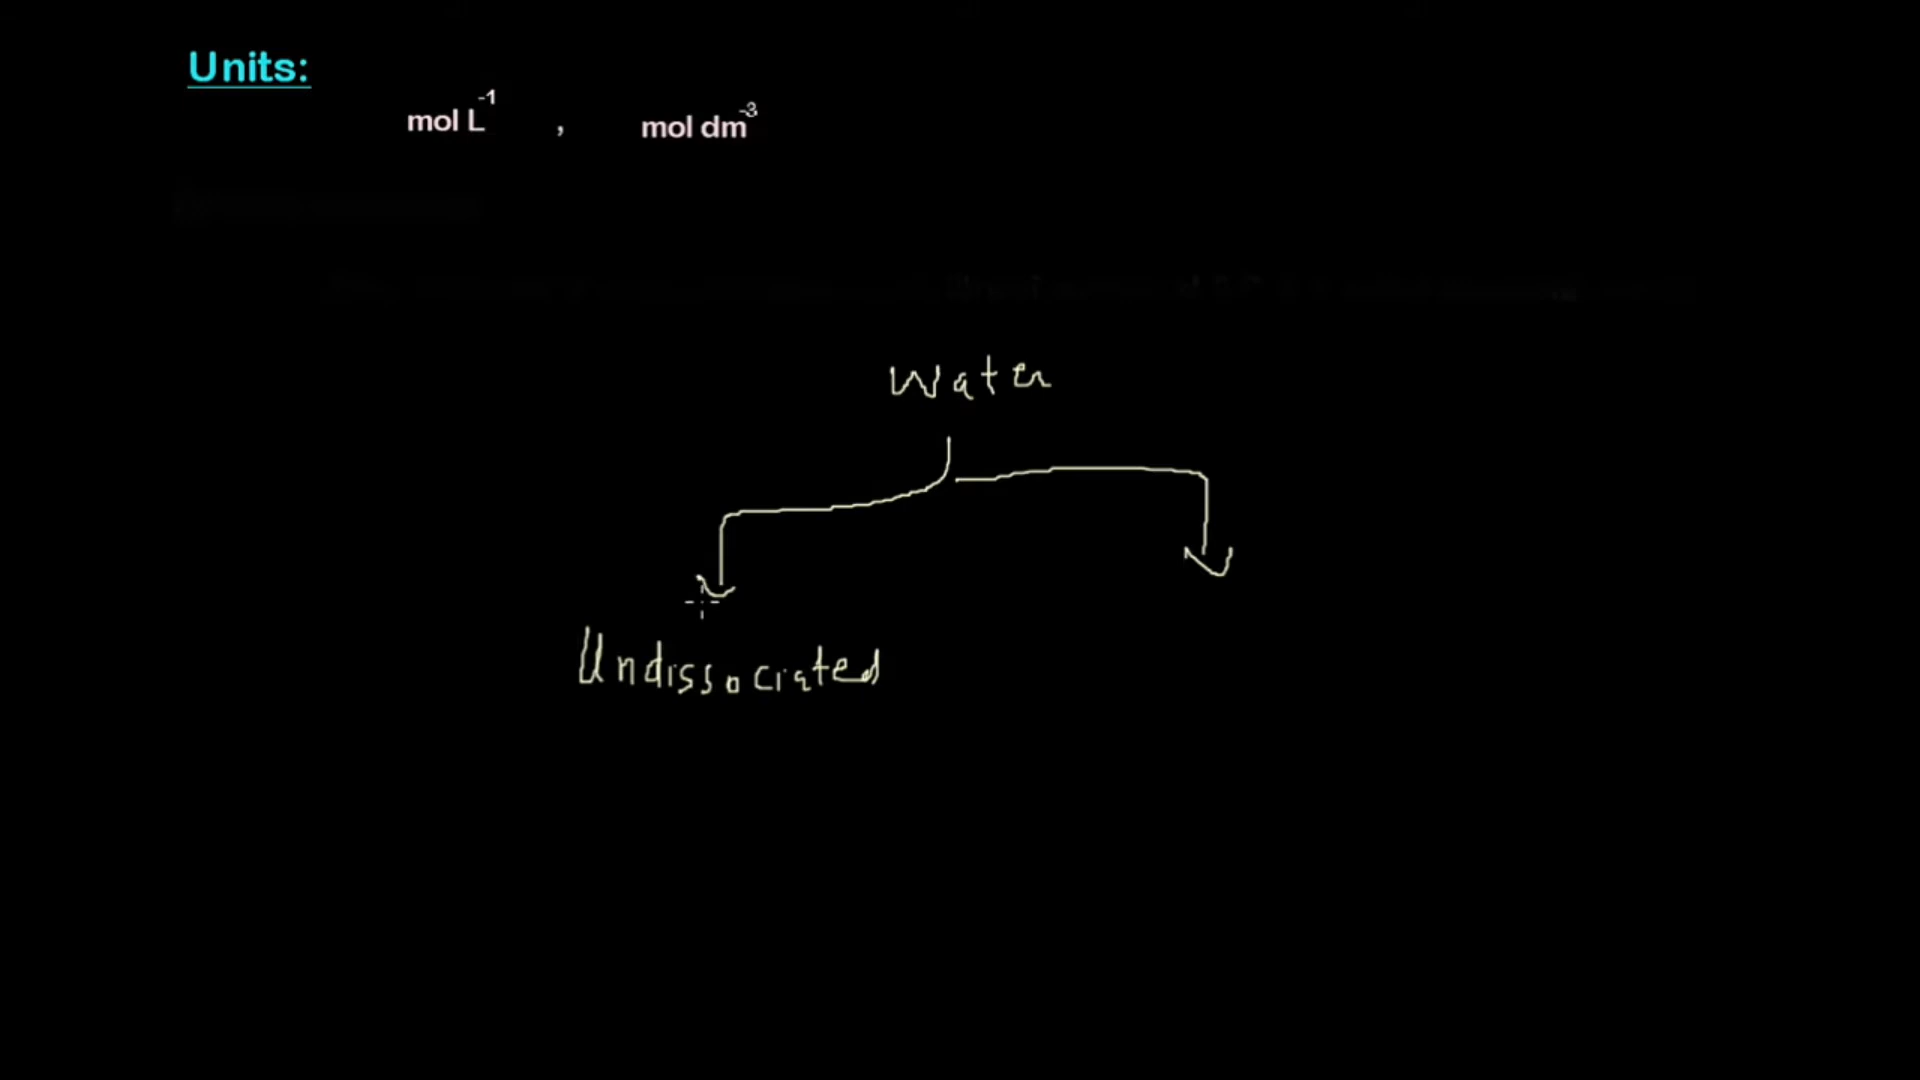 Units:
mol L⁻¹ , mol dm⁻³
Water
Undissociated